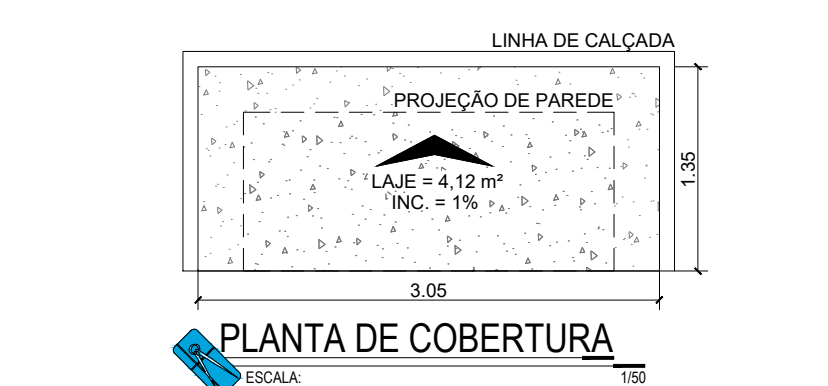 LINHA DE CALÇADA
PROJEÇÃO DE PAREDE
LAJE = 4,12 m²
INC. = 1%
1.35
3.05
PLANTA DE COBERTURA
ESCALA: 1/50